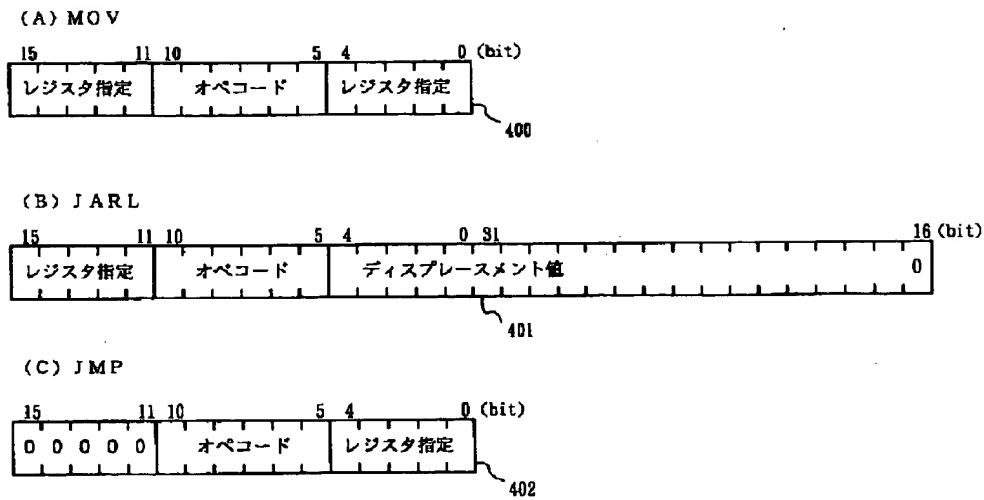 (A) MOV
15 11 10 5 4 0 (bit)
レジスタ指定 オペコード レジスタ指定
400
(B) JARL
15 11 10 5 4 0 31 16 (bit)
レジスタ指定 オペコード ディスプレースメント値 0
401
(C) JMP
15 11 10 5 4 0 (bit)
0 0 0 0 0 オペコード レジスタ指定
402